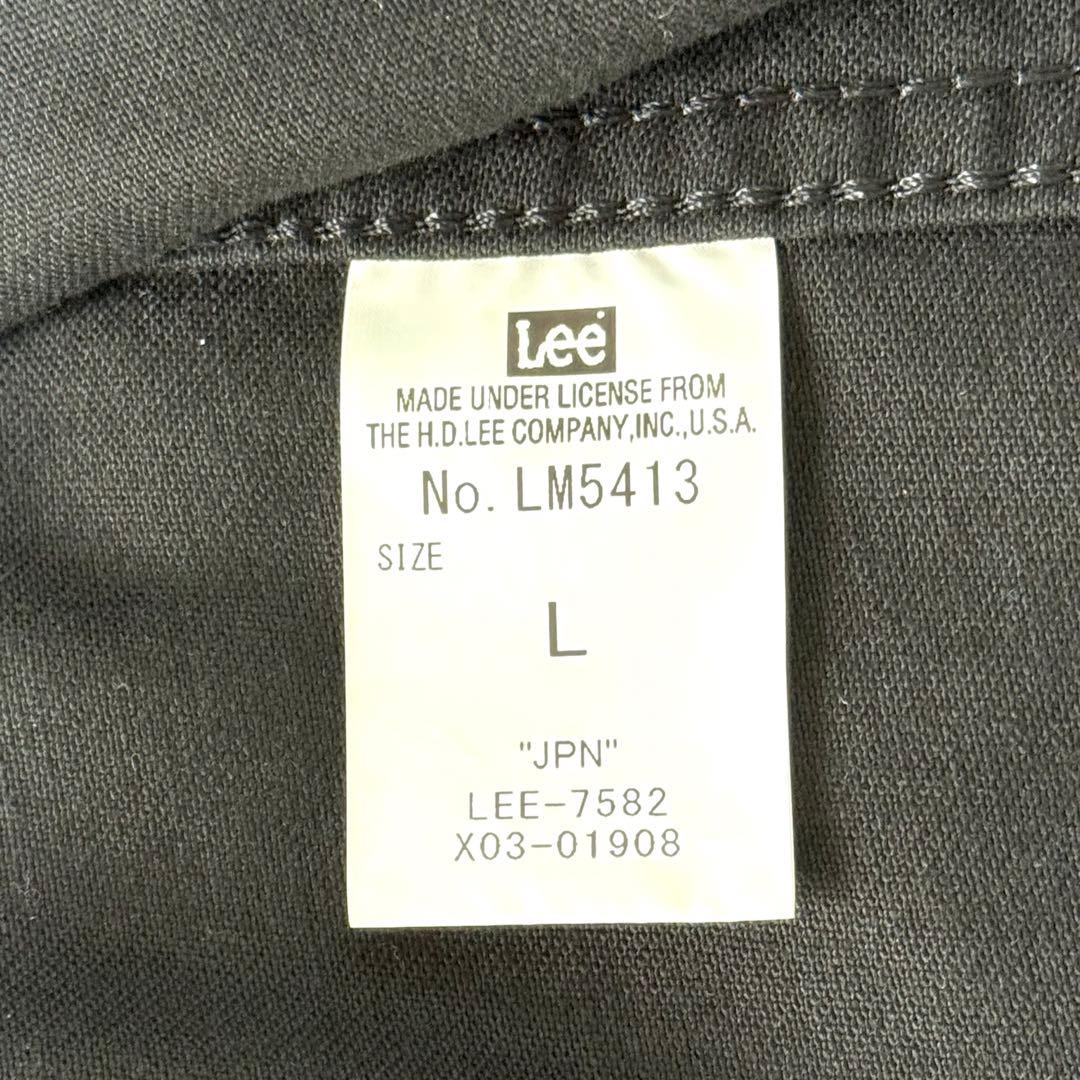 Lee
MADE UNDER LICENSE FROM
THE H.D.LEE COMPANY,INC.,U.S.A.
No. LM5413
SIZE
L
"JPN"
LEE-7582
X03-01908